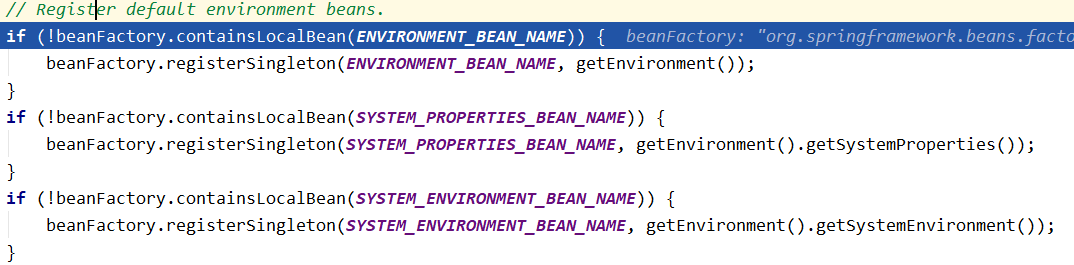 // Register default environment beans.
if (!beanFactory.containsLocalBean(ENVIRONMENT_BEAN_NAME)) { beanFactory: "org.springframework.beans.facto
beanFactory.registerSingleton(ENVIRONMENT_BEAN_NAME, getEnvironment());
}
if (!beanFactory.containsLocalBean(SYSTEM_PROPERTIES_BEAN_NAME)) {
beanFactory.registerSingleton(SYSTEM_PROPERTIES_BEAN_NAME, getEnvironment().getSystemProperties());
}
if (!beanFactory.containsLocalBean(SYSTEM_ENVIRONMENT_BEAN_NAME)) {
beanFactory.registerSingleton(SYSTEM_ENVIRONMENT_BEAN_NAME, getEnvironment().getSystemEnvironment());
}